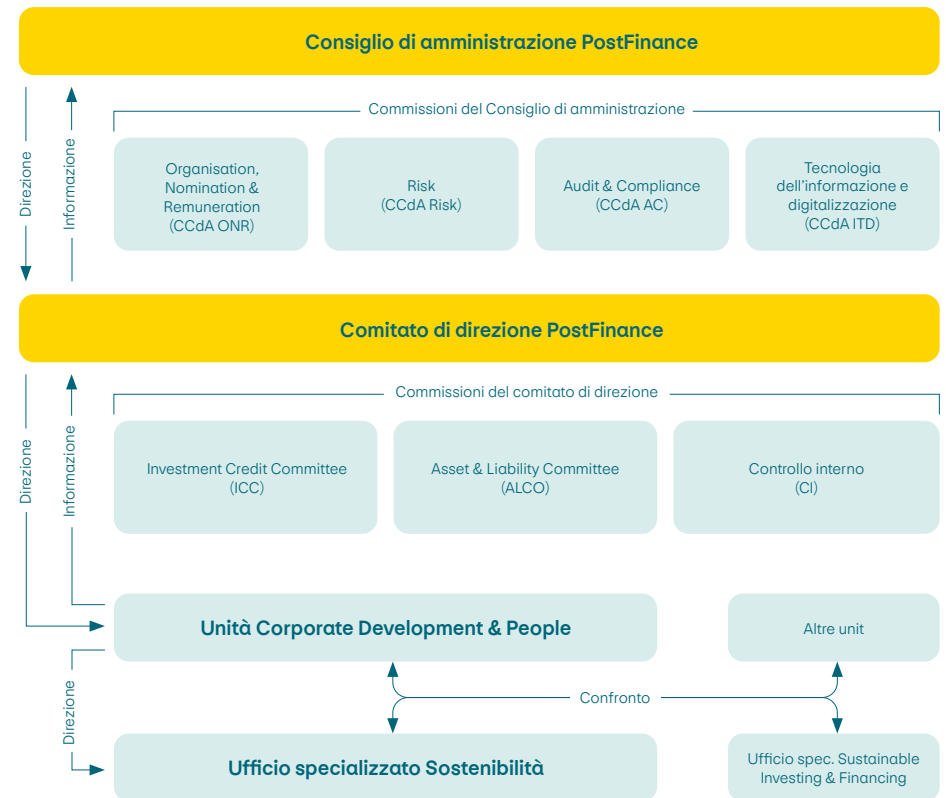 Consiglio di amministrazione PostFinance
Direzione
Informazione
Commissioni del Consiglio di amministrazione
Organisation,
Nomination &
Remuneration
(CCdA ONR)
Risk
(CCdA Risk)
Audit & Compliance
(CCdA AC)
Tecnologia
dell’informazione e
digitalizzazione
(CCdA ITD)
Comitato di direzione PostFinance
Direzione
Informazione
Commissioni del comitato di direzione
Investment Credit Committee
(ICC)
Asset & Liability Committee
(ALCO)
Controllo interno
(CI)
Unità Corporate Development & People
Altre unit
Direzione
Confronto
Ufficio specializzato Sostenibilità
Ufficio spec. Sustainable
Investing & Financing